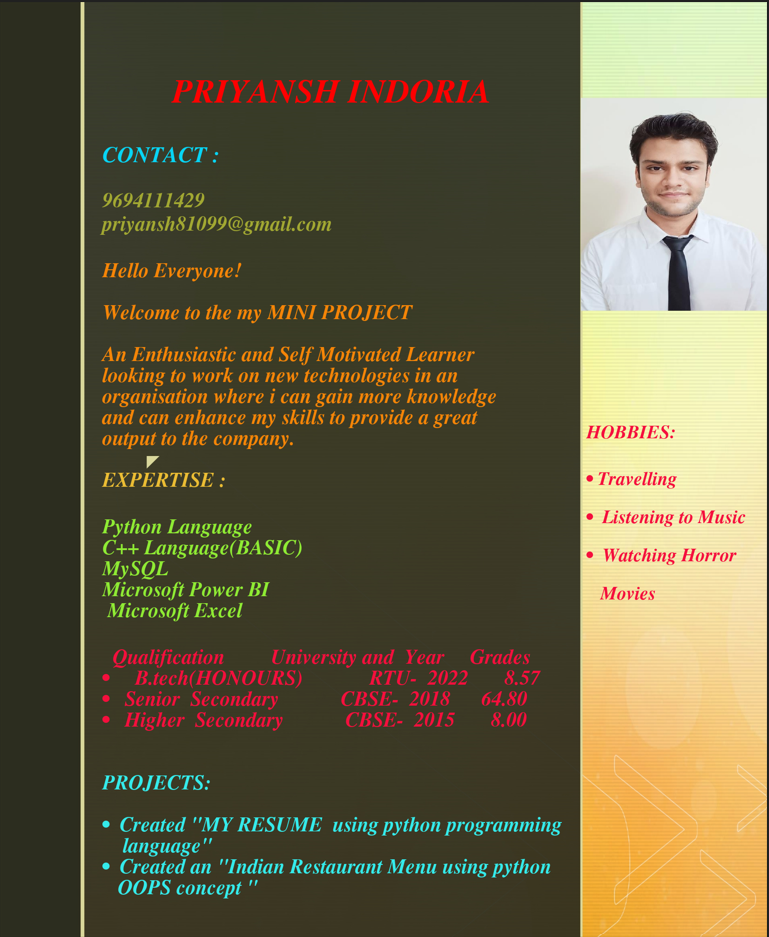 PRIYANSH INDORIA
CONTACT :
9694111429
priyansh81099@gmail.com
Hello Everyone!
Welcome to the my MINI PROJECT
An Enthusiastic and Self Motivated Learner
looking to work on new technologies in an
organisation where i can gain more knowledge
and can enhance my skills to provide a great
output to the company.
EXPERTISE :
Python Language
C++ Language(BASIC)
MySQL
Microsoft Power BI
Microsoft Excel
Qualification University and Year Grades
• B.tech(HONOURS) RTU- 2022 8.57
• Senior Secondary CBSE- 2018 64.80
• Higher Secondary CBSE- 2015 8.00
PROJECTS:
• Created "MY RESUME using python programming
language"
• Created an "Indian Restaurant Menu using python
OOPS concept "
HOBBIES:
• Travelling
• Listening to Music
• Watching Horror
Movies